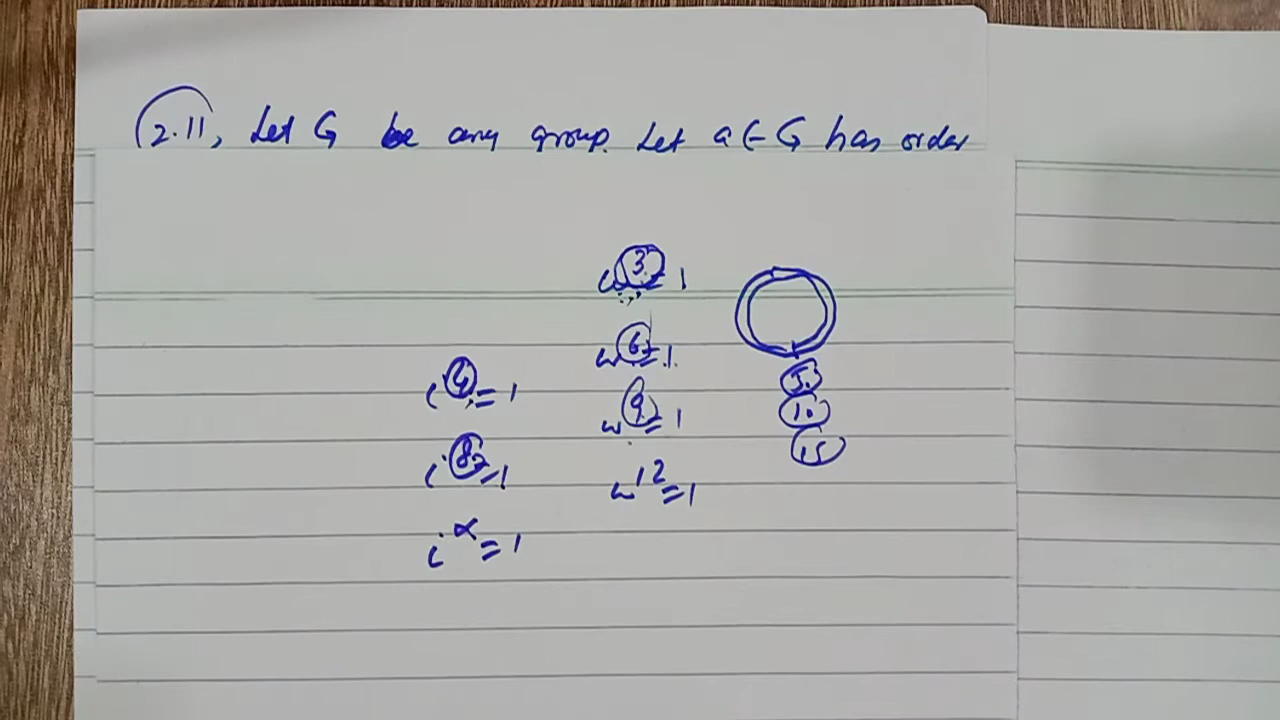 2.11, Let G be any group. Let a ∈ G has order
ω³ = 1
ω⁶ = 1
i⁴ = 1
ω⁹ = 1
i⁸ = 1
ω¹² = 1
i^α = 1
5
10
15